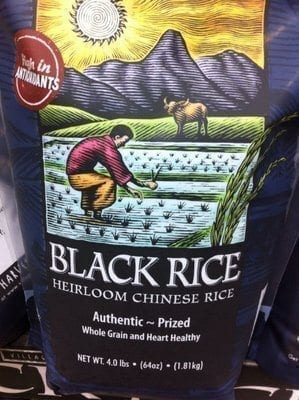 High in
ANTIOXIDANTS
BLACK RICE
HEIRLOOM CHINESE RICE
Authentic ~ Prized
Whole Grain and Heart Healthy
NET WT. 4.0 lbs • (64oz) • (1.81kg)